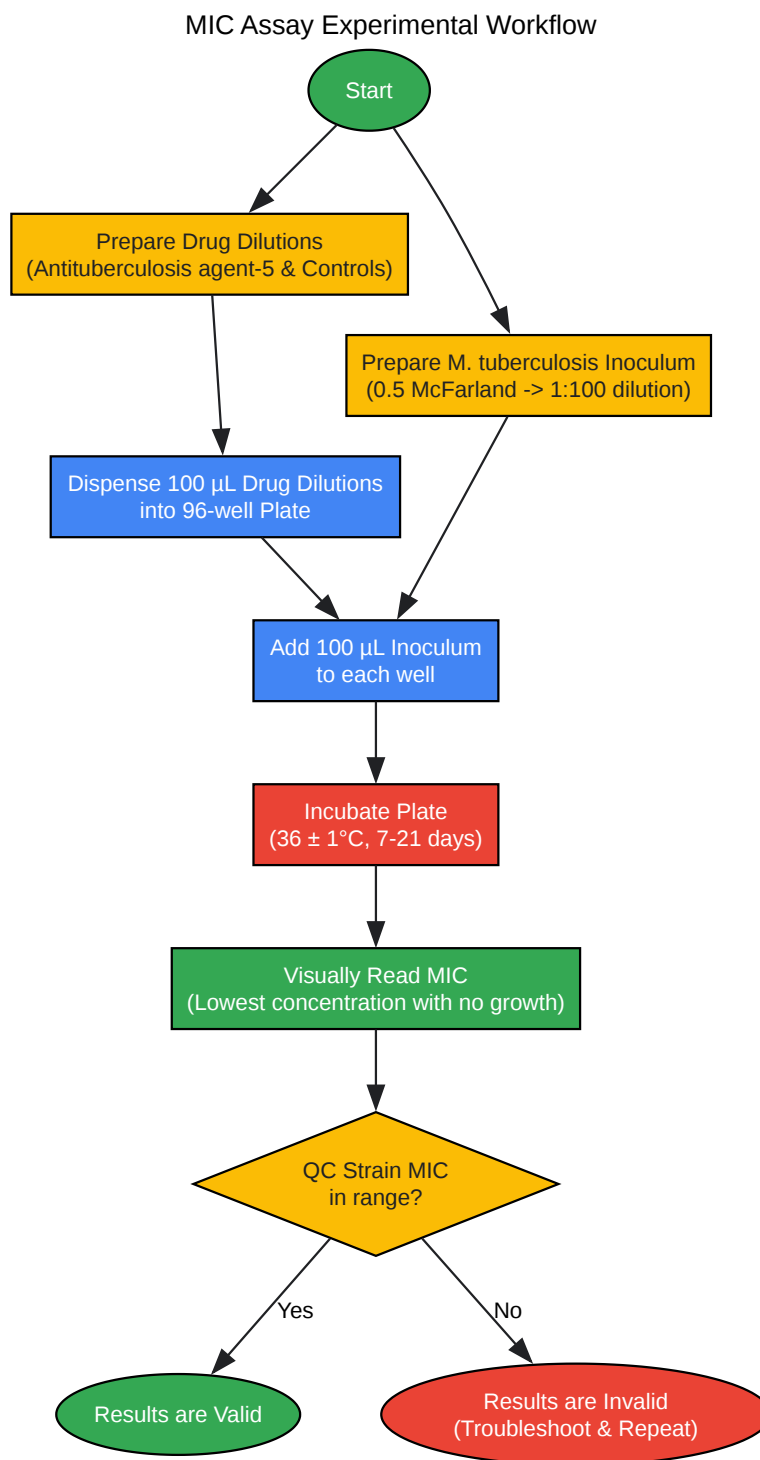 MIC Assay Experimental Workflow
Start
Prepare Drug Dilutions
(Antituberculosis agent-5 & Controls)
Prepare M. tuberculosis Inoculum
(0.5 McFarland -> 1:100 dilution)
Dispense 100 µL Drug Dilutions
into 96-well Plate
Add 100 µL Inoculum
to each well
Incubate Plate
(36 ± 1°C, 7-21 days)
Visually Read MIC
(Lowest concentration with no growth)
QC Strain MIC
in range?
Yes
No
Results are Valid
Results are Invalid
(Troubleshoot & Repeat)